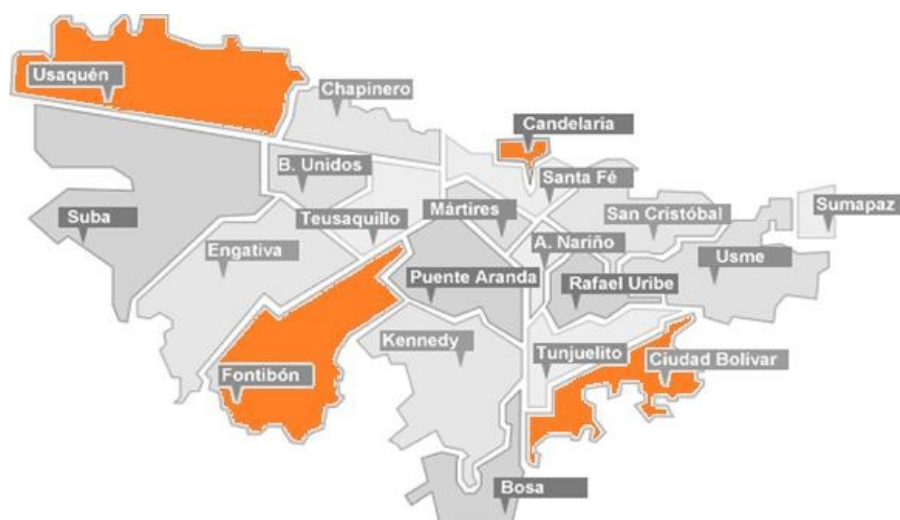 Usaquén
Chapinero
Candelaria
B. Unidos
Santa Fé
Suba
Teusaquillo
Mártires
San Cristóbal
Sumapaz
Engativa
A. Nariño
Usme
Puente Aranda
Rafael Uribe
Kennedy
Tunjuelito
Ciudad Bolívar
Fontibón
Bosa